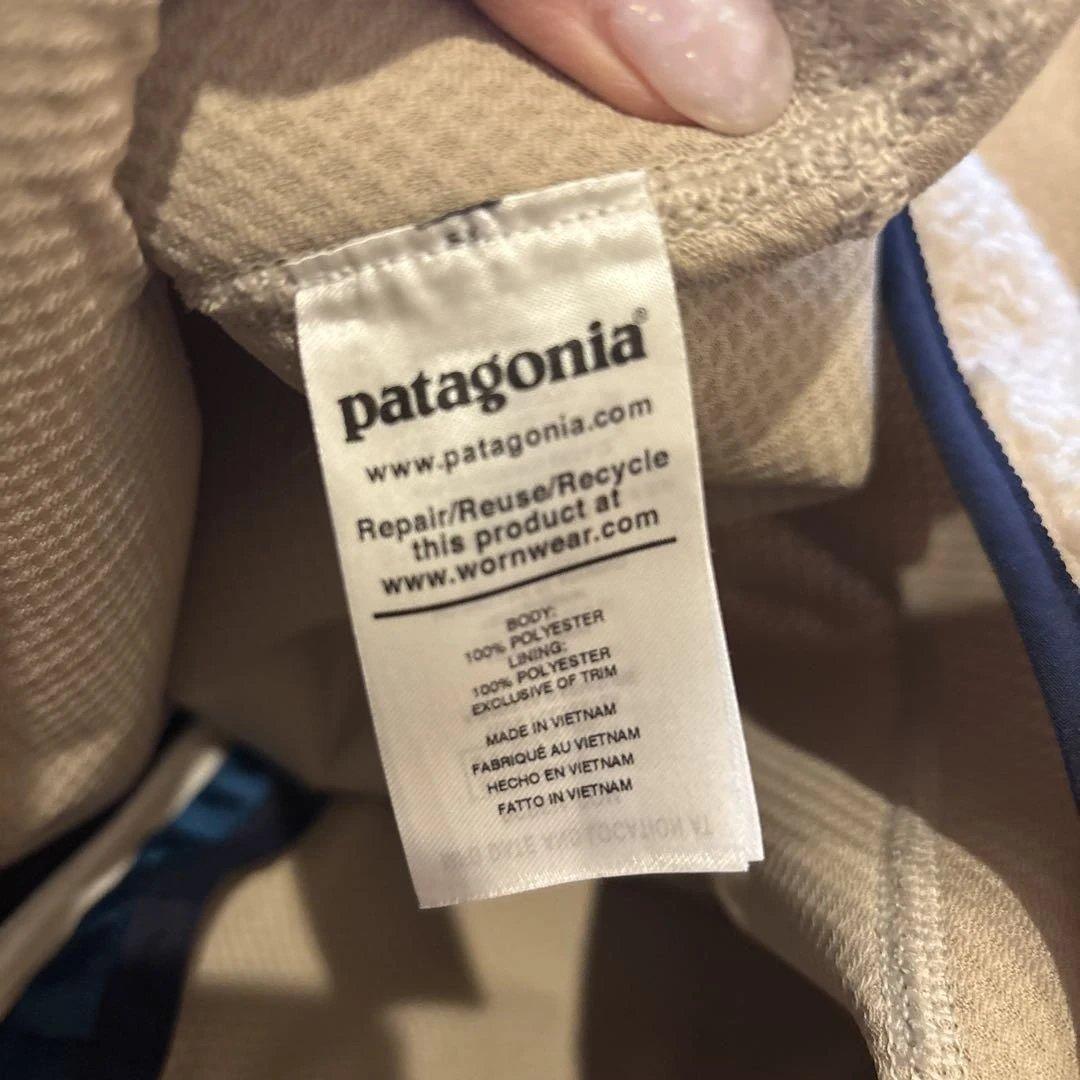 patagonia®
www.patagonia.com
Repair/Reuse/Recycle
this product at
www.wornwear.com
BODY:
100% POLYESTER
LINING:
100% POLYESTER
EXCLUSIVE OF TRIM
MADE IN VIETNAM
FABRIQUÉ AU VIETNAM
HECHO EN VIETNAM
FATTO IN VIETNAM